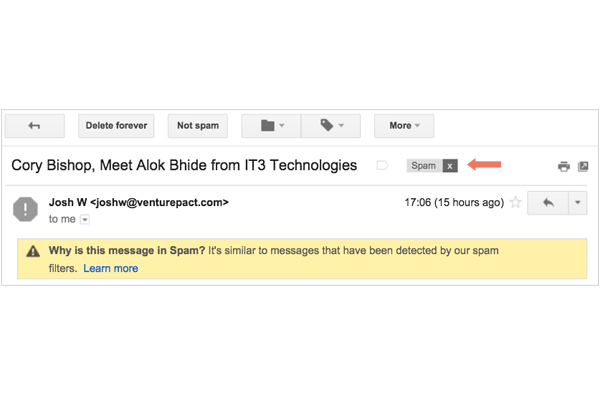 Delete forever Not spam More
Cory Bishop, Meet Alok Bhide from IT3 Technologies Spam x
Josh W <joshw@venturepact.com> 17:06 (15 hours ago)
to me
Why is this message in Spam? It's similar to messages that have been detected by our spam
filters. Learn more